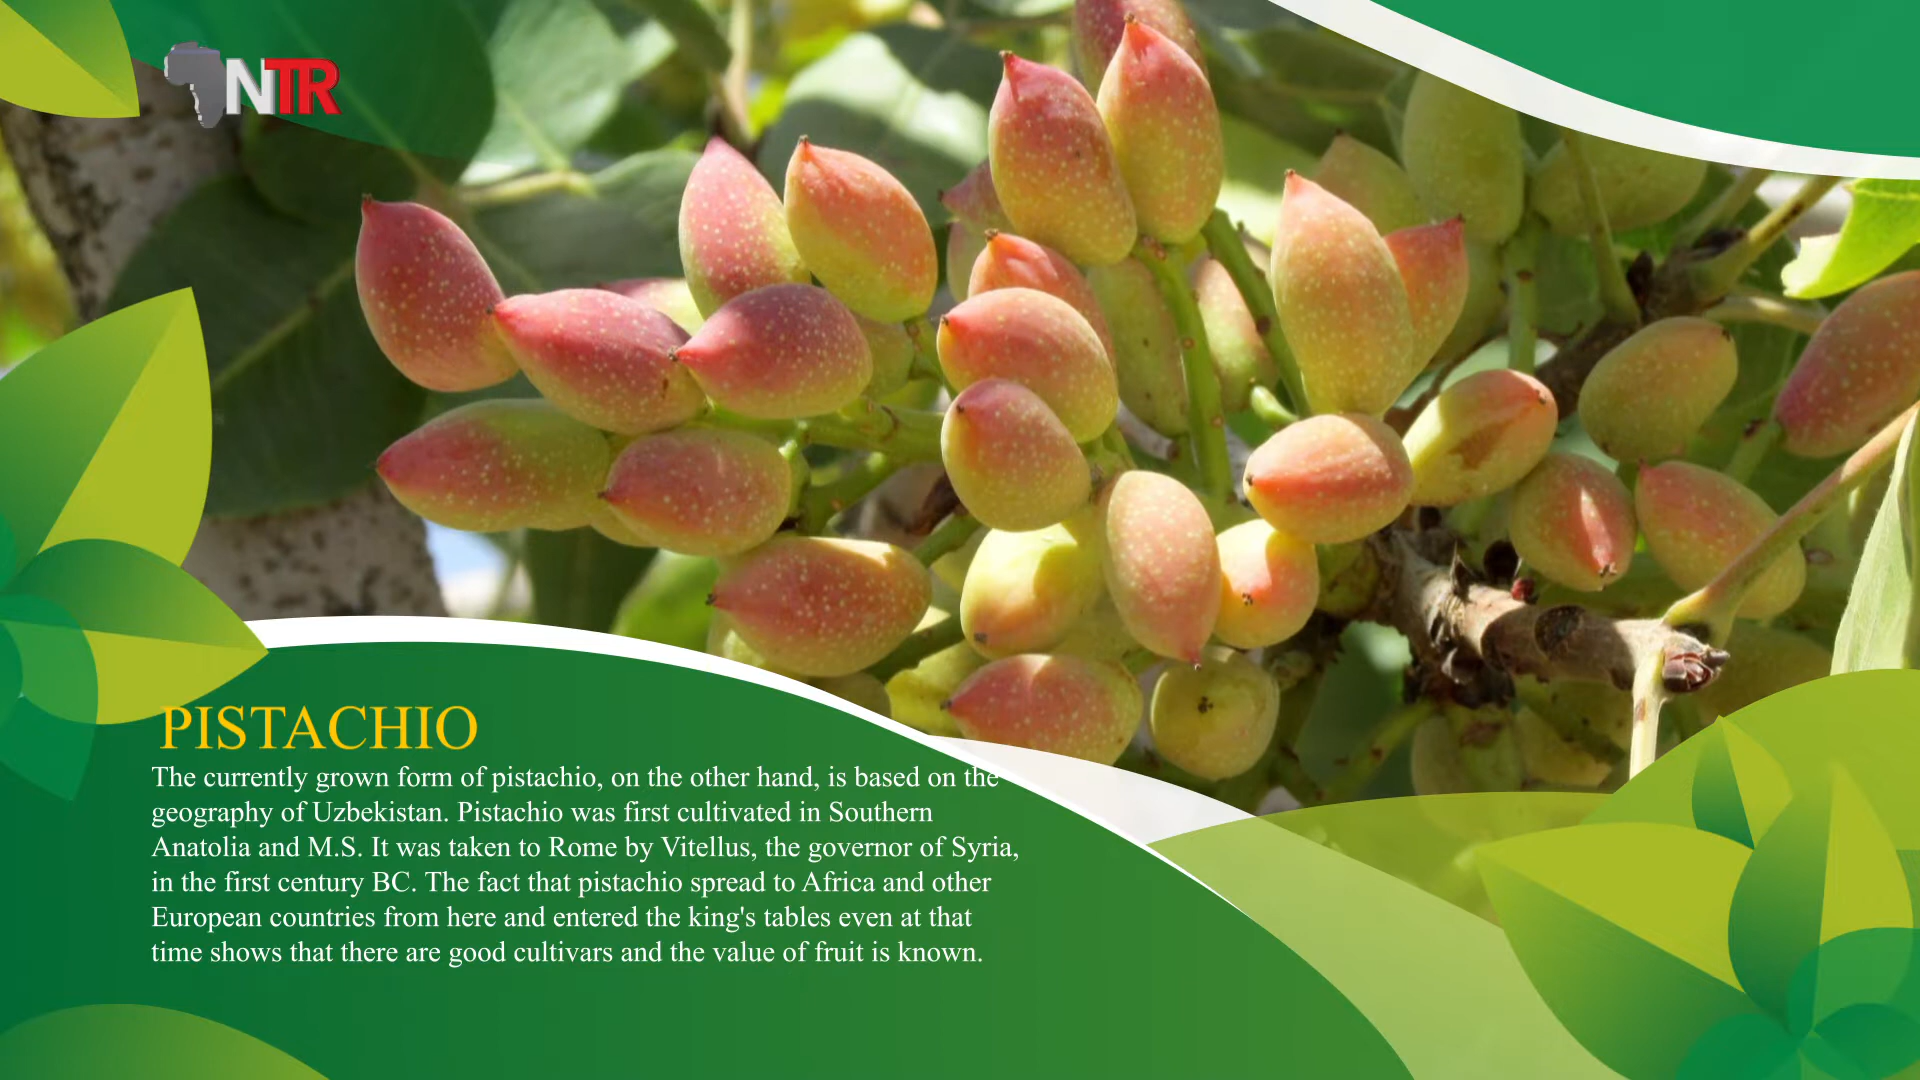 NTR
PISTACHIO
The currently grown form of pistachio, on the other hand, is based on the
geography of Uzbekistan. Pistachio was first cultivated in Southern
Anatolia and M.S. It was taken to Rome by Vitellus, the governor of Syria,
in the first century BC. The fact that pistachio spread to Africa and other
European countries from here and entered the king's tables even at that
time shows that there are good cultivars and the value of fruit is known.